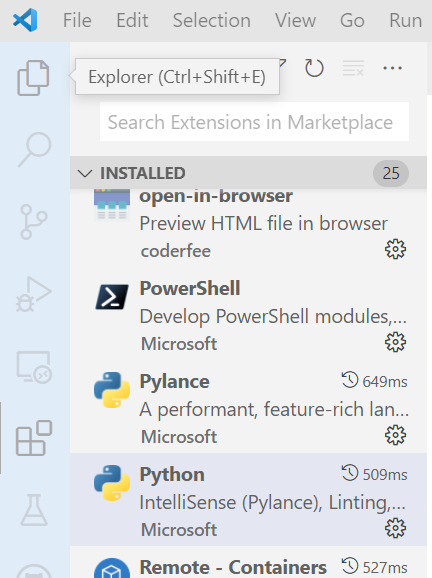 File Edit Selection View Go Run
Explorer (Ctrl+Shift+E)
Search Extensions in Marketplace
INSTALLED 25
open-in-browser
Preview HTML file in browser
coderfee
PowerShell
Develop PowerShell modules,...
Microsoft
Pylance 649ms
A performant, feature-rich lan...
Microsoft
Python 509ms
IntelliSense (Pylance), Linting,...
Microsoft
Remote - Containers 527ms